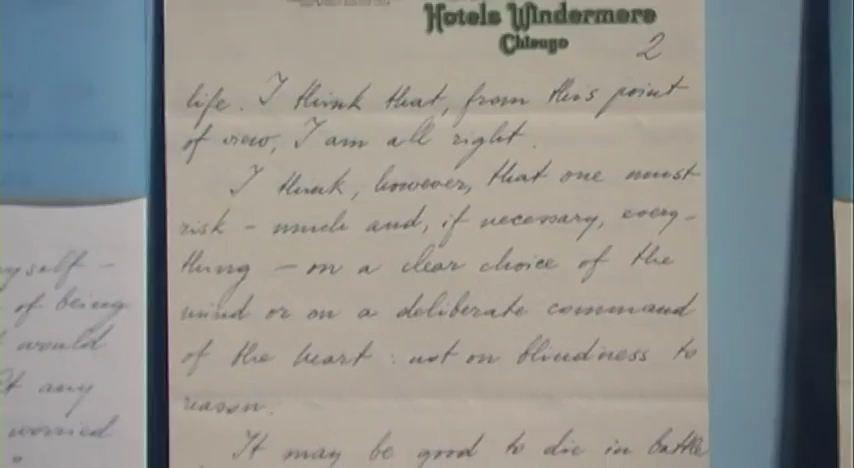 Hotels Windermere
Chicago
2
life. I think that, from this point
of view, I am all right.
I think, however, that one must
risk - much and, if necessary, every-
thing - on a clear choice of the
mind or on a deliberate command
of the heart: not on blindness to
reason.
It may be good to die in battle
myself -
of being
would
any
worried